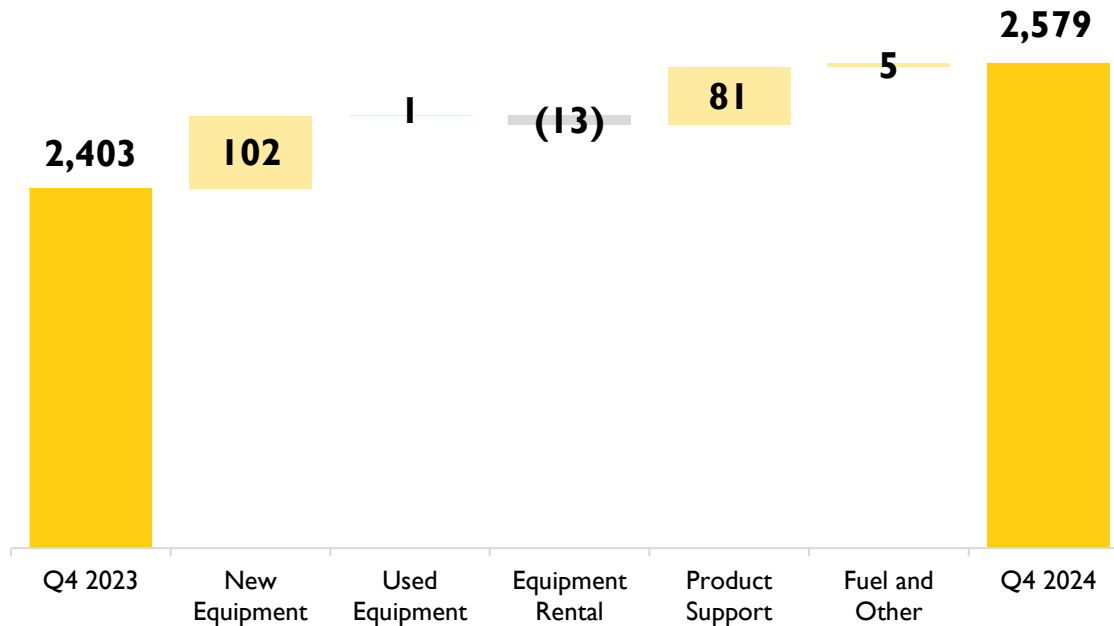 2,403
102
1
(13)
81
5
2,579
Q4 2023
New
Equipment
Used
Equipment
Equipment
Rental
Product
Support
Fuel and
Other
Q4 2024